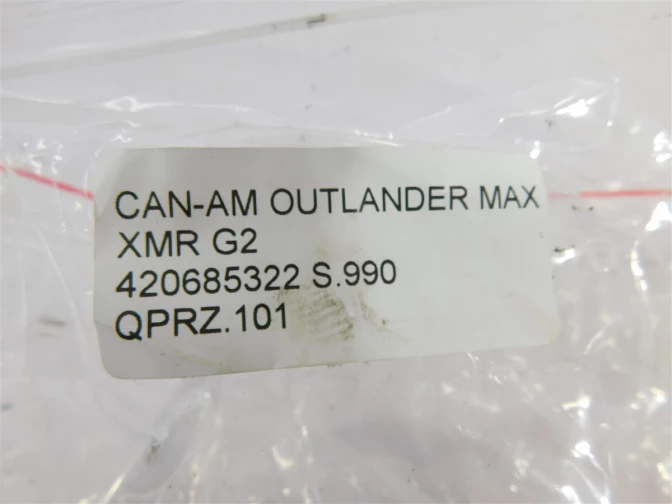 CAN-AM OUTLANDER MAX
XMR G2
420685322 S.990
QPRZ.101